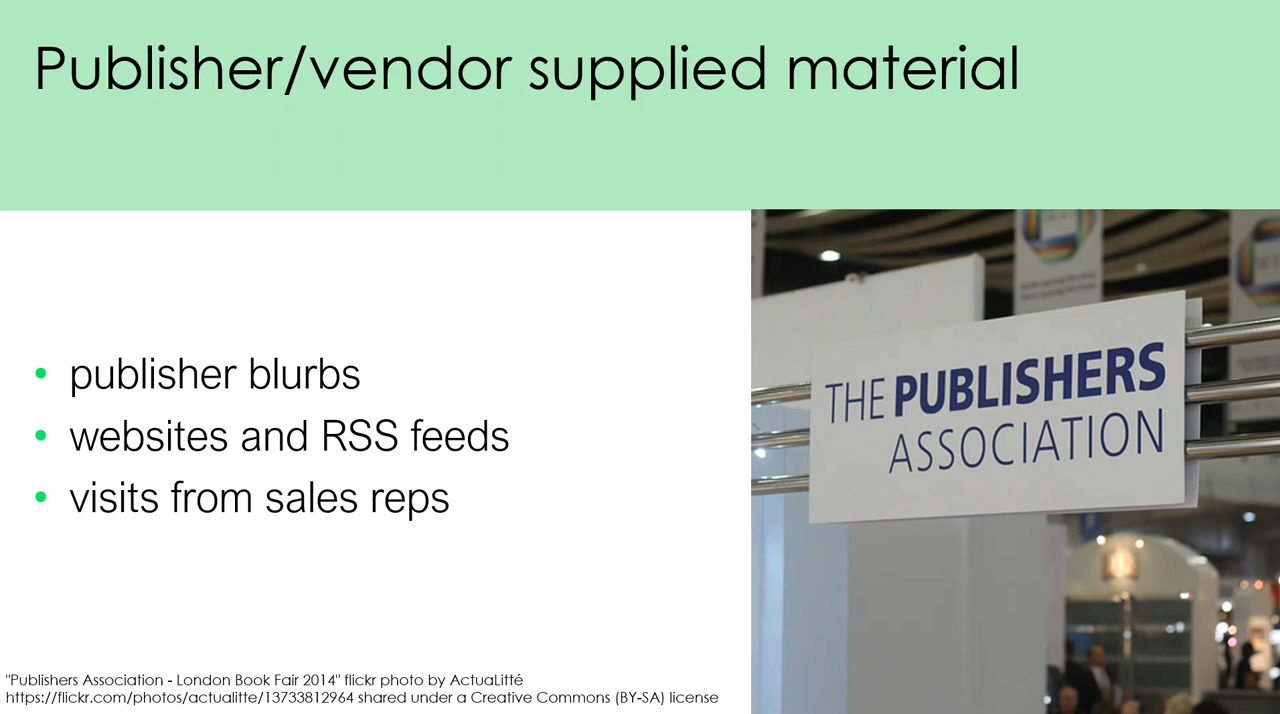 Publisher/vendor supplied material
• publisher blurbs
• websites and RSS feeds
• visits from sales reps
THE PUBLISHERS
ASSOCIATION
"Publishers Association - London Book Fair 2014" flickr photo by ActuaLitté
https://flickr.com/photos/actualitte/13733812964 shared under a Creative Commons (BY-SA) license